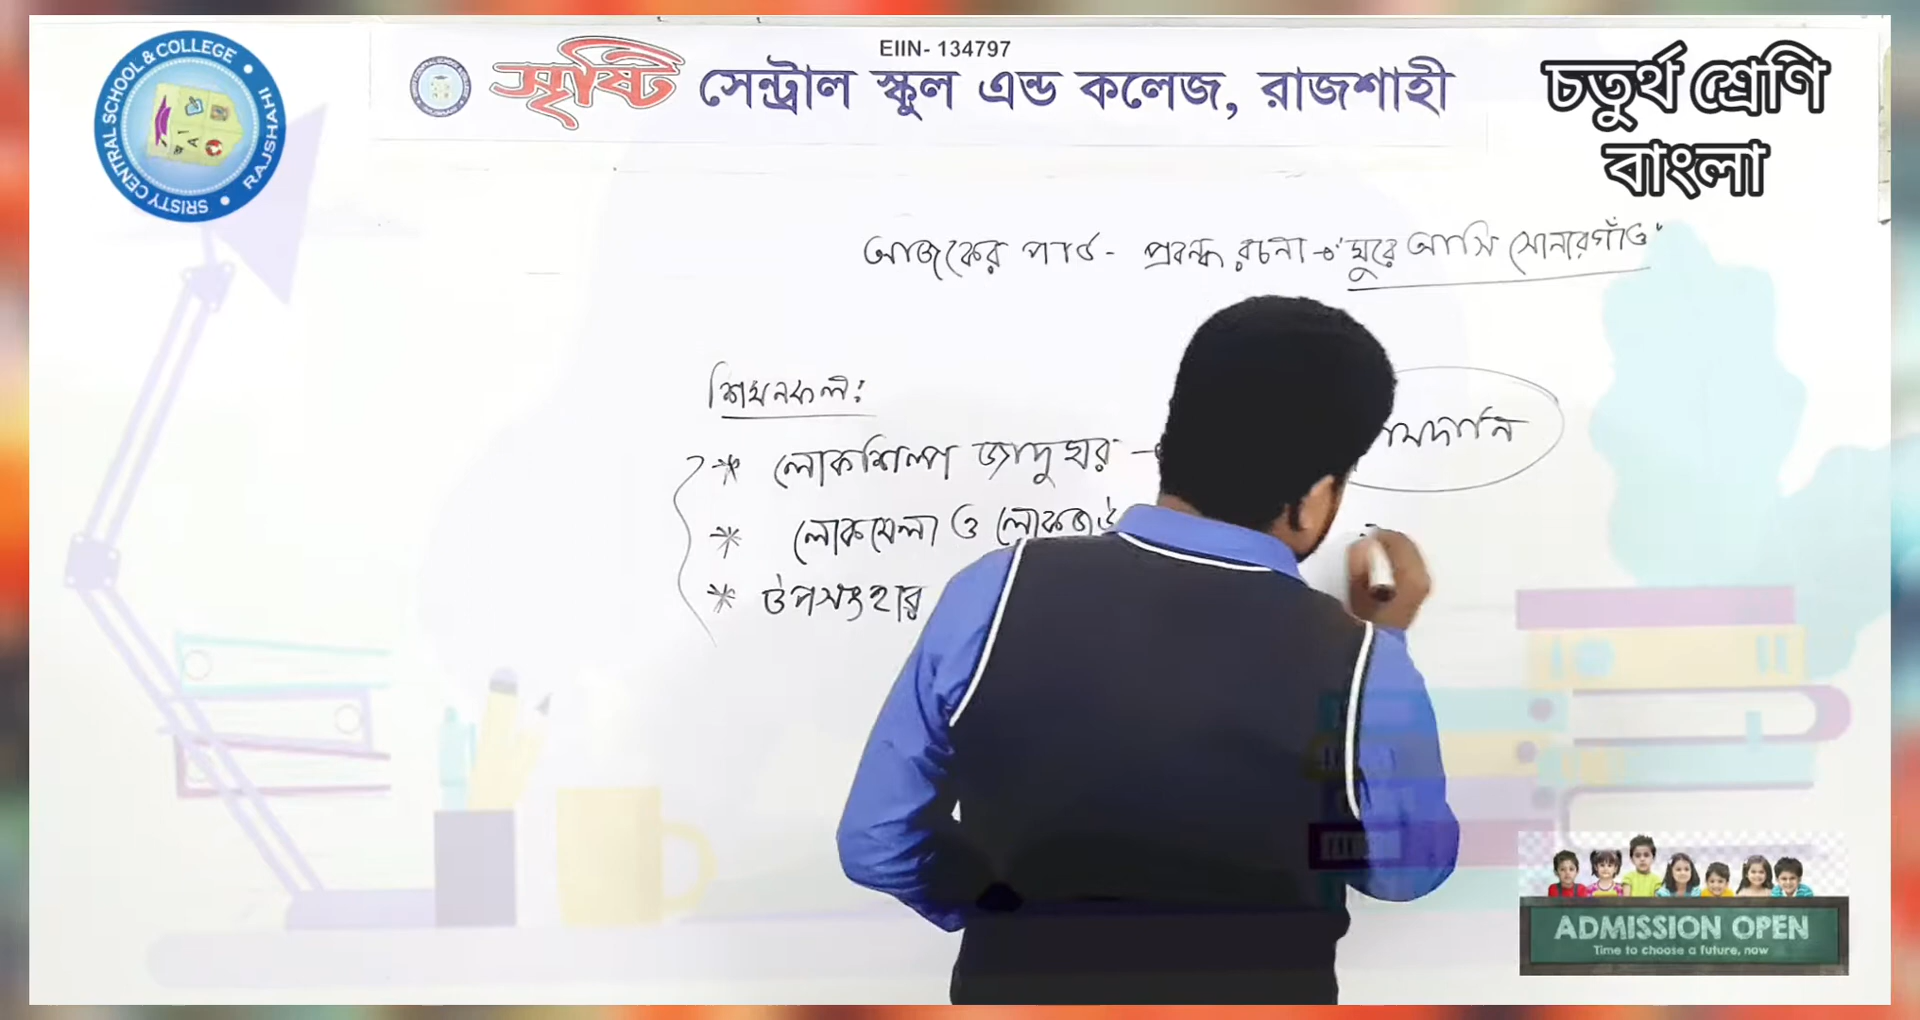 SRISTY CENTRAL SCHOOL & COLLEGE • RAJSHAHI •
EIIN- 134797
সৃষ্টি সেন্ট্রাল স্কুল এন্ড কলেজ, রাজশাহী
চতুর্থ শ্রেণি
বাংলা
আজকের পাঠ - প্রবন্ধ রচনা → "ঘুরে আসি সোনারগাঁও"
শিখনফল:
* লোকশিল্প জাদুঘর -
* লোকমেলা ও
* উপসংহার
ADMISSION OPEN
Time to choose a future, now